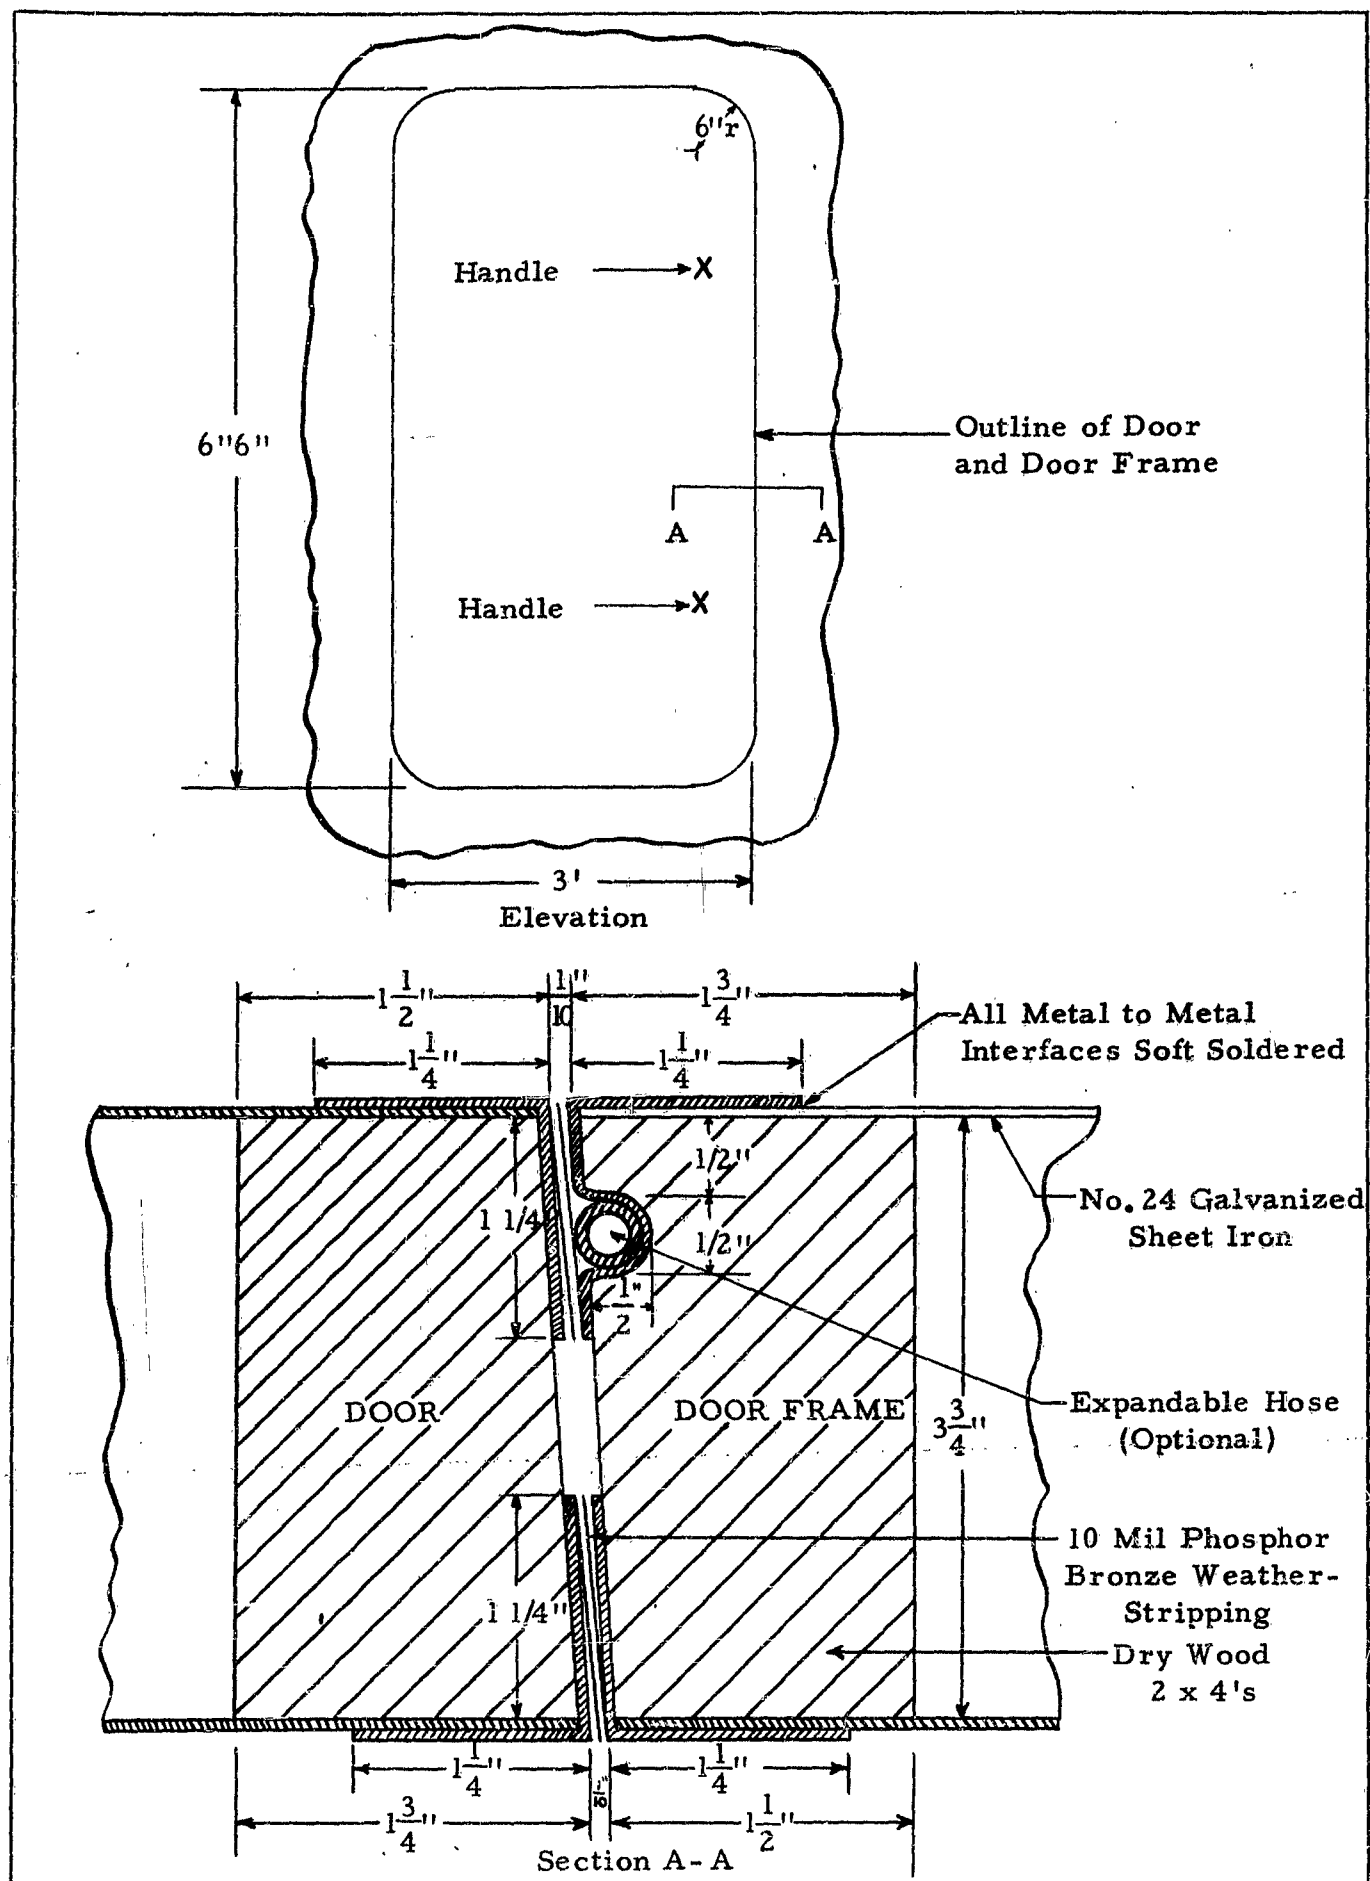 6"r
Handle
X
6"6"
Outline of Door
and Door Frame
A A
Handle
X
3'
Elevation
1 1/2"
1/10"
1 3/4"
1 1/4"
1 1/4"
All Metal to Metal
Interfaces Soft Soldered
1/2"
No. 24 Galvanized
Sheet Iron
1 1/4"
1/2"
1/2"
DOOR
DOOR FRAME
3 3/4"
Expandable Hose
(Optional)
10 Mil Phosphor
Bronze Weather-
Stripping
1 1/4"
Dry Wood
2 x 4's
1 1/4"
1 1/4"
1/10"
1 3/4"
1 1/2"
Section A-A